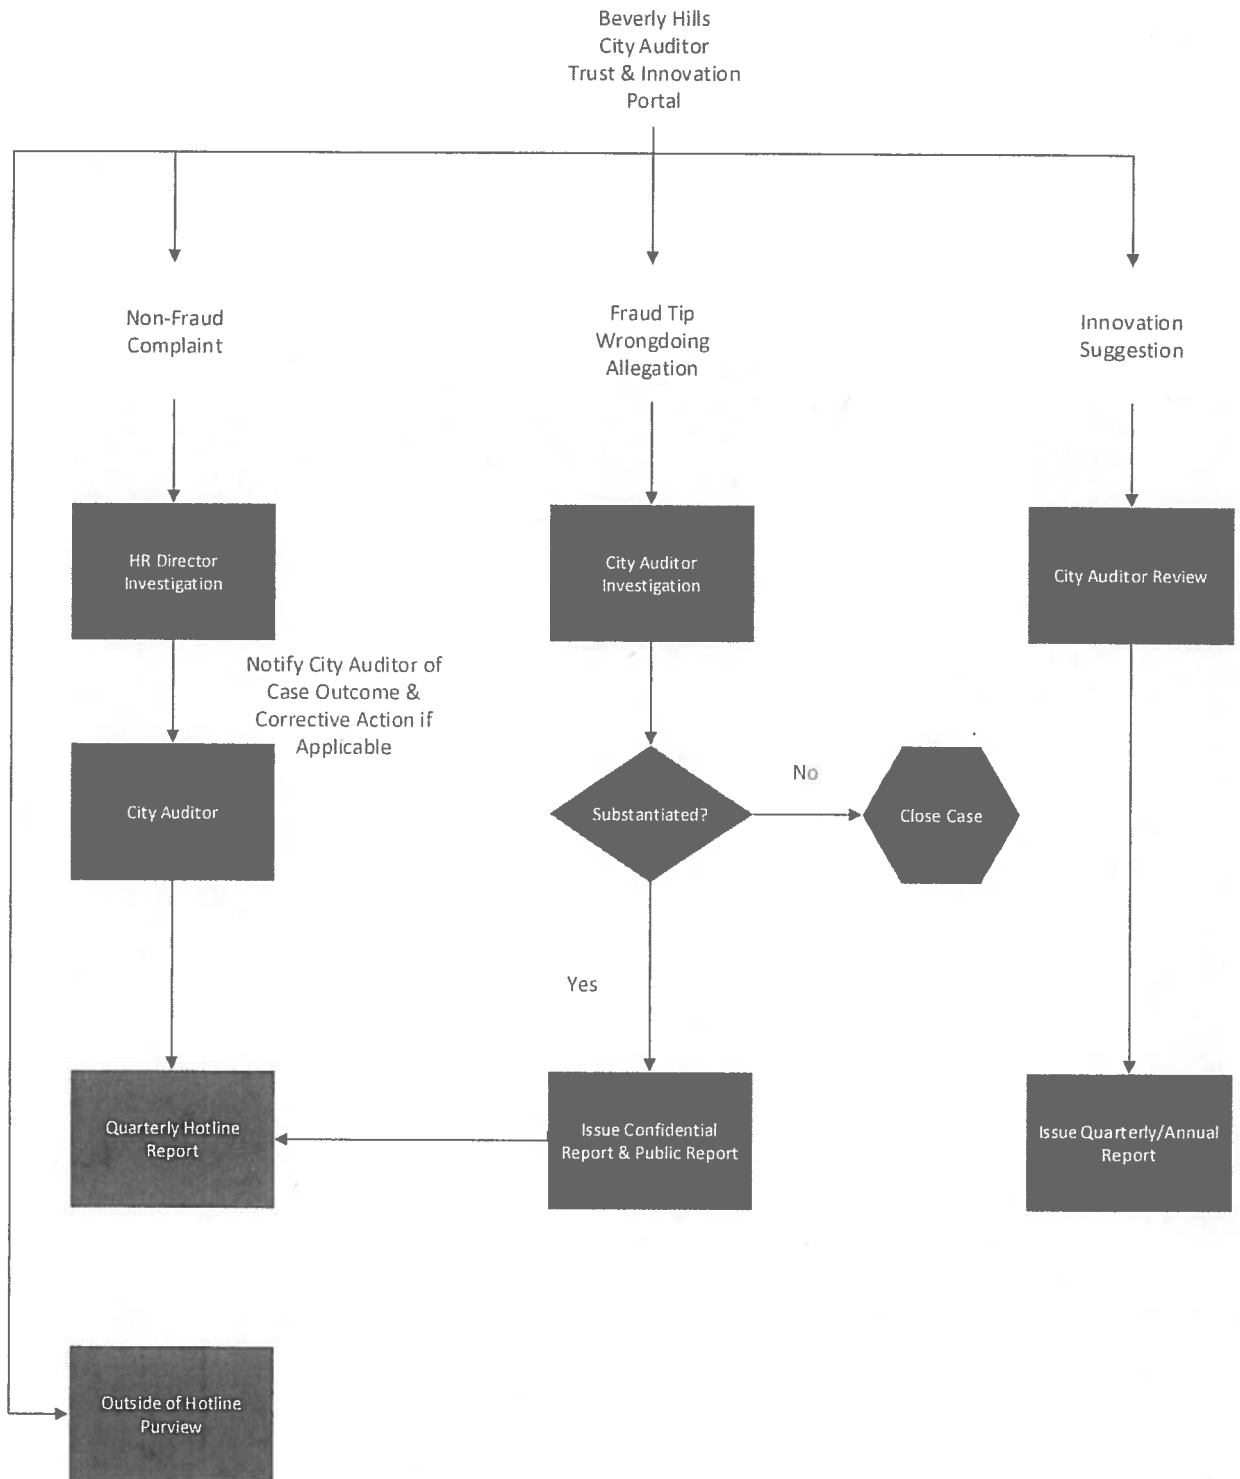 Beverly Hills
City Auditor
Trust & Innovation
Portal
Non-Fraud
Complaint
Fraud Tip
Wrongdoing
Allegation
Innovation
Suggestion
HR Director
Investigation
City Auditor
Investigation
City Auditor Review
Notify City Auditor of
Case Outcome &
Corrective Action if
Applicable
City Auditor
Substantiated?
No
Close Case
Yes
Quarterly Hotline
Report
Issue Confidential
Report & Public Report
Issue Quarterly/Annual
Report
Outside of Hotline
Purview